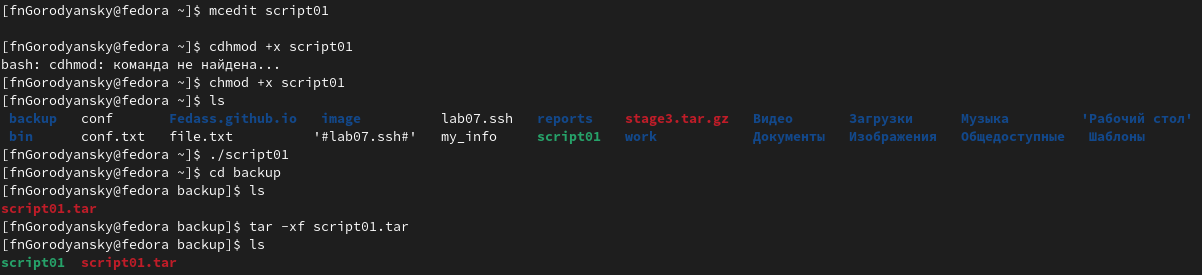 [fnGorodyansky@fedora ~]$ mcedit script01
[fnGorodyansky@fedora ~]$ cdhmod +x script01
bash: cdhmod: команда не найдена...
[fnGorodyansky@fedora ~]$ chmod +x script01
[fnGorodyansky@fedora ~]$ ls
backup conf Fedass.github.io image lab07.ssh reports stage3.tar.gz Видео Загрузки Музыка 'Рабочий стол'
bin conf.txt file.txt '#lab07.ssh#' my_info script01 work Документы Изображения Общедоступные Шаблоны
[fnGorodyansky@fedora ~]$ ./script01
[fnGorodyansky@fedora ~]$ cd backup
[fnGorodyansky@fedora backup]$ ls
script01.tar
[fnGorodyansky@fedora backup]$ tar -xf script01.tar
[fnGorodyansky@fedora backup]$ ls
script01 script01.tar